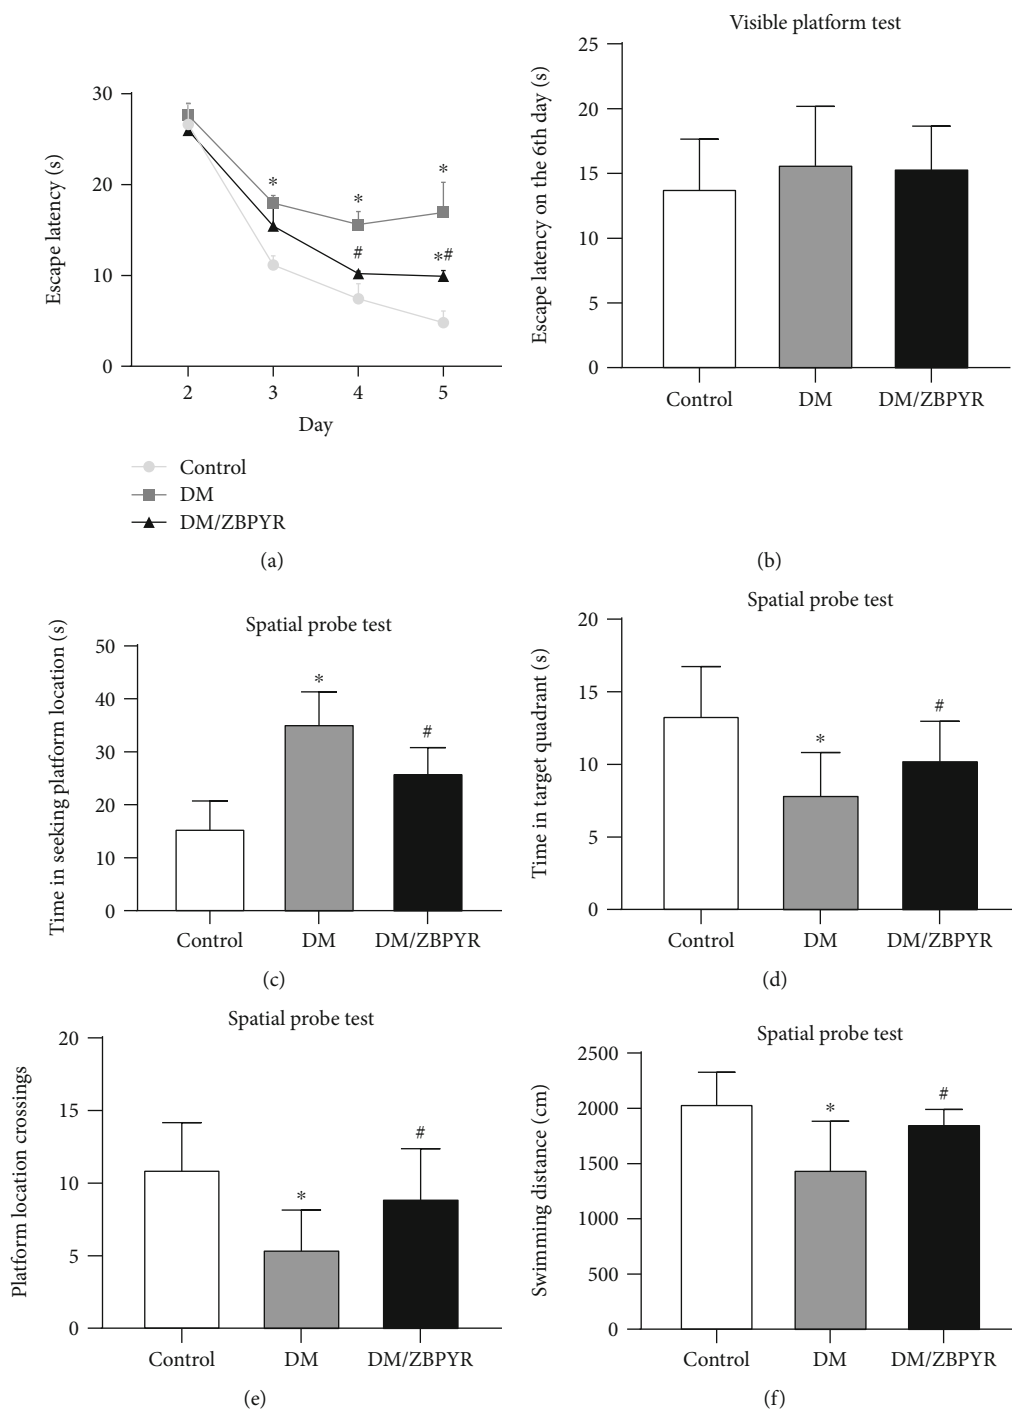 Escape latency (s)
30
20
10
0
*
*
*
#
*#
2 3 4 5
Day
Control
DM
DM/ZBPYR
(a)
Visible platform test
Escape latency on the 6th day (s)
25
20
15
10
5
0
Control DM DM/ZBPYR
(b)
Spatial probe test
Time in seeking platform location (s)
50
40
30
20
10
0
*
#
Control DM DM/ZBPYR
(c)
Spatial probe test
Time in target quadrant (s)
20
15
10
5
0
*
#
Control DM DM/ZBPYR
(d)
Spatial probe test
Platform location crossings
20
15
10
5
0
*
#
Control DM DM/ZBPYR
(e)
Spatial probe test
Swimming distance (cm)
2500
2000
1500
1000
500
0
*
#
Control DM DM/ZBPYR
(f)